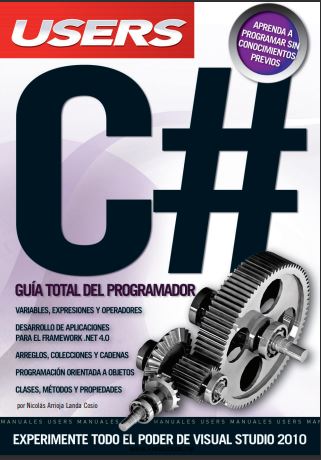 USERS
APRENDA A
PROGRAMAR SIN
CONOCIMIENTOS
PREVIOS
C#
GUÍA TOTAL DEL PROGRAMADOR
VARIABLES, EXPRESIONES Y OPERADORES
DESARROLLO DE APLICACIONES
PARA EL FRAMEWORK .NET 4.0
ARREGLOS, COLECCIONES Y CADENAS
PROGRAMACIÓN ORIENTADA A OBJETOS
CLASES, MÉTODOS Y PROPIEDADES
por Nicolás Arrioja Landa Cosio
MANUALES USERS MANUALES USERS MANUALES USERS MANUALES USERS MAN
EXPERIMENTE TODO EL PODER DE VISUAL STUDIO 2010